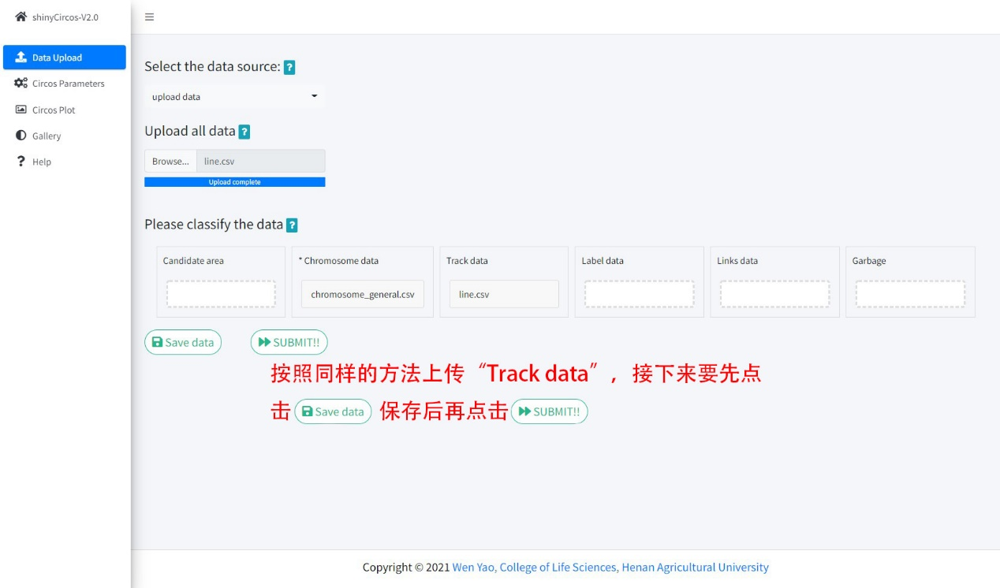 shinyCircos-V2.0
Data Upload
Circos Parameters
Circos Plot
Gallery
Help
Select the data source: ?
upload data
Upload all data ?
Browse... line.csv
Upload complete
Please classify the data ?
Candidate area * Chromosome data Track data Label data Links data Garbage
chromosome_general.csv line.csv
Save data SUBMIT!!
按照同样的方法上传“Track data”，接下来要先点
击 Save data 保存后再点击 SUBMIT!!
Copyright © 2021 Wen Yao, College of Life Sciences, Henan Agricultural University